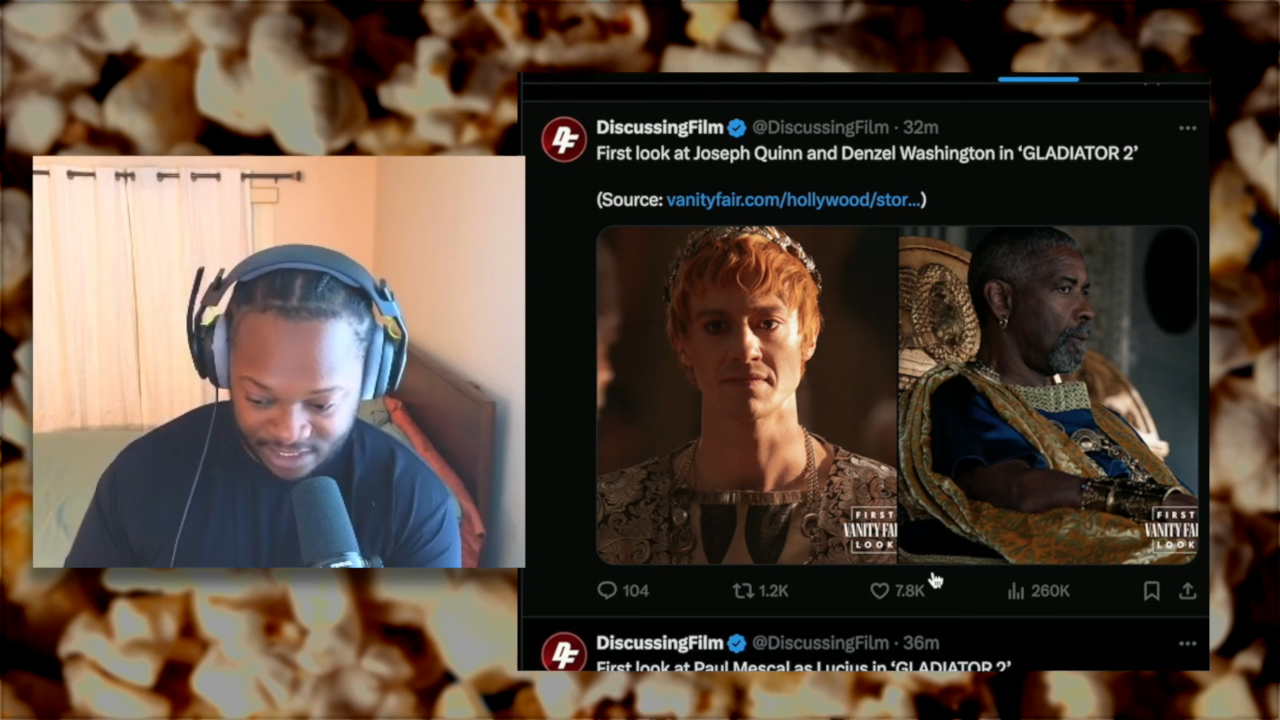 DiscussingFilm @DiscussingFilm · 32m
First look at Joseph Quinn and Denzel Washington in ‘GLADIATOR 2’
(Source: vanityfair.com/hollywood/stor...)
FIRST
VANITY FAI
LOOK
FIRST
VANITY FAI
LOOK
104 1.2K 7.8K 260K
DiscussingFilm @DiscussingFilm · 36m
First look at Paul Mescal as Lucius in ‘GLADIATOR 2’